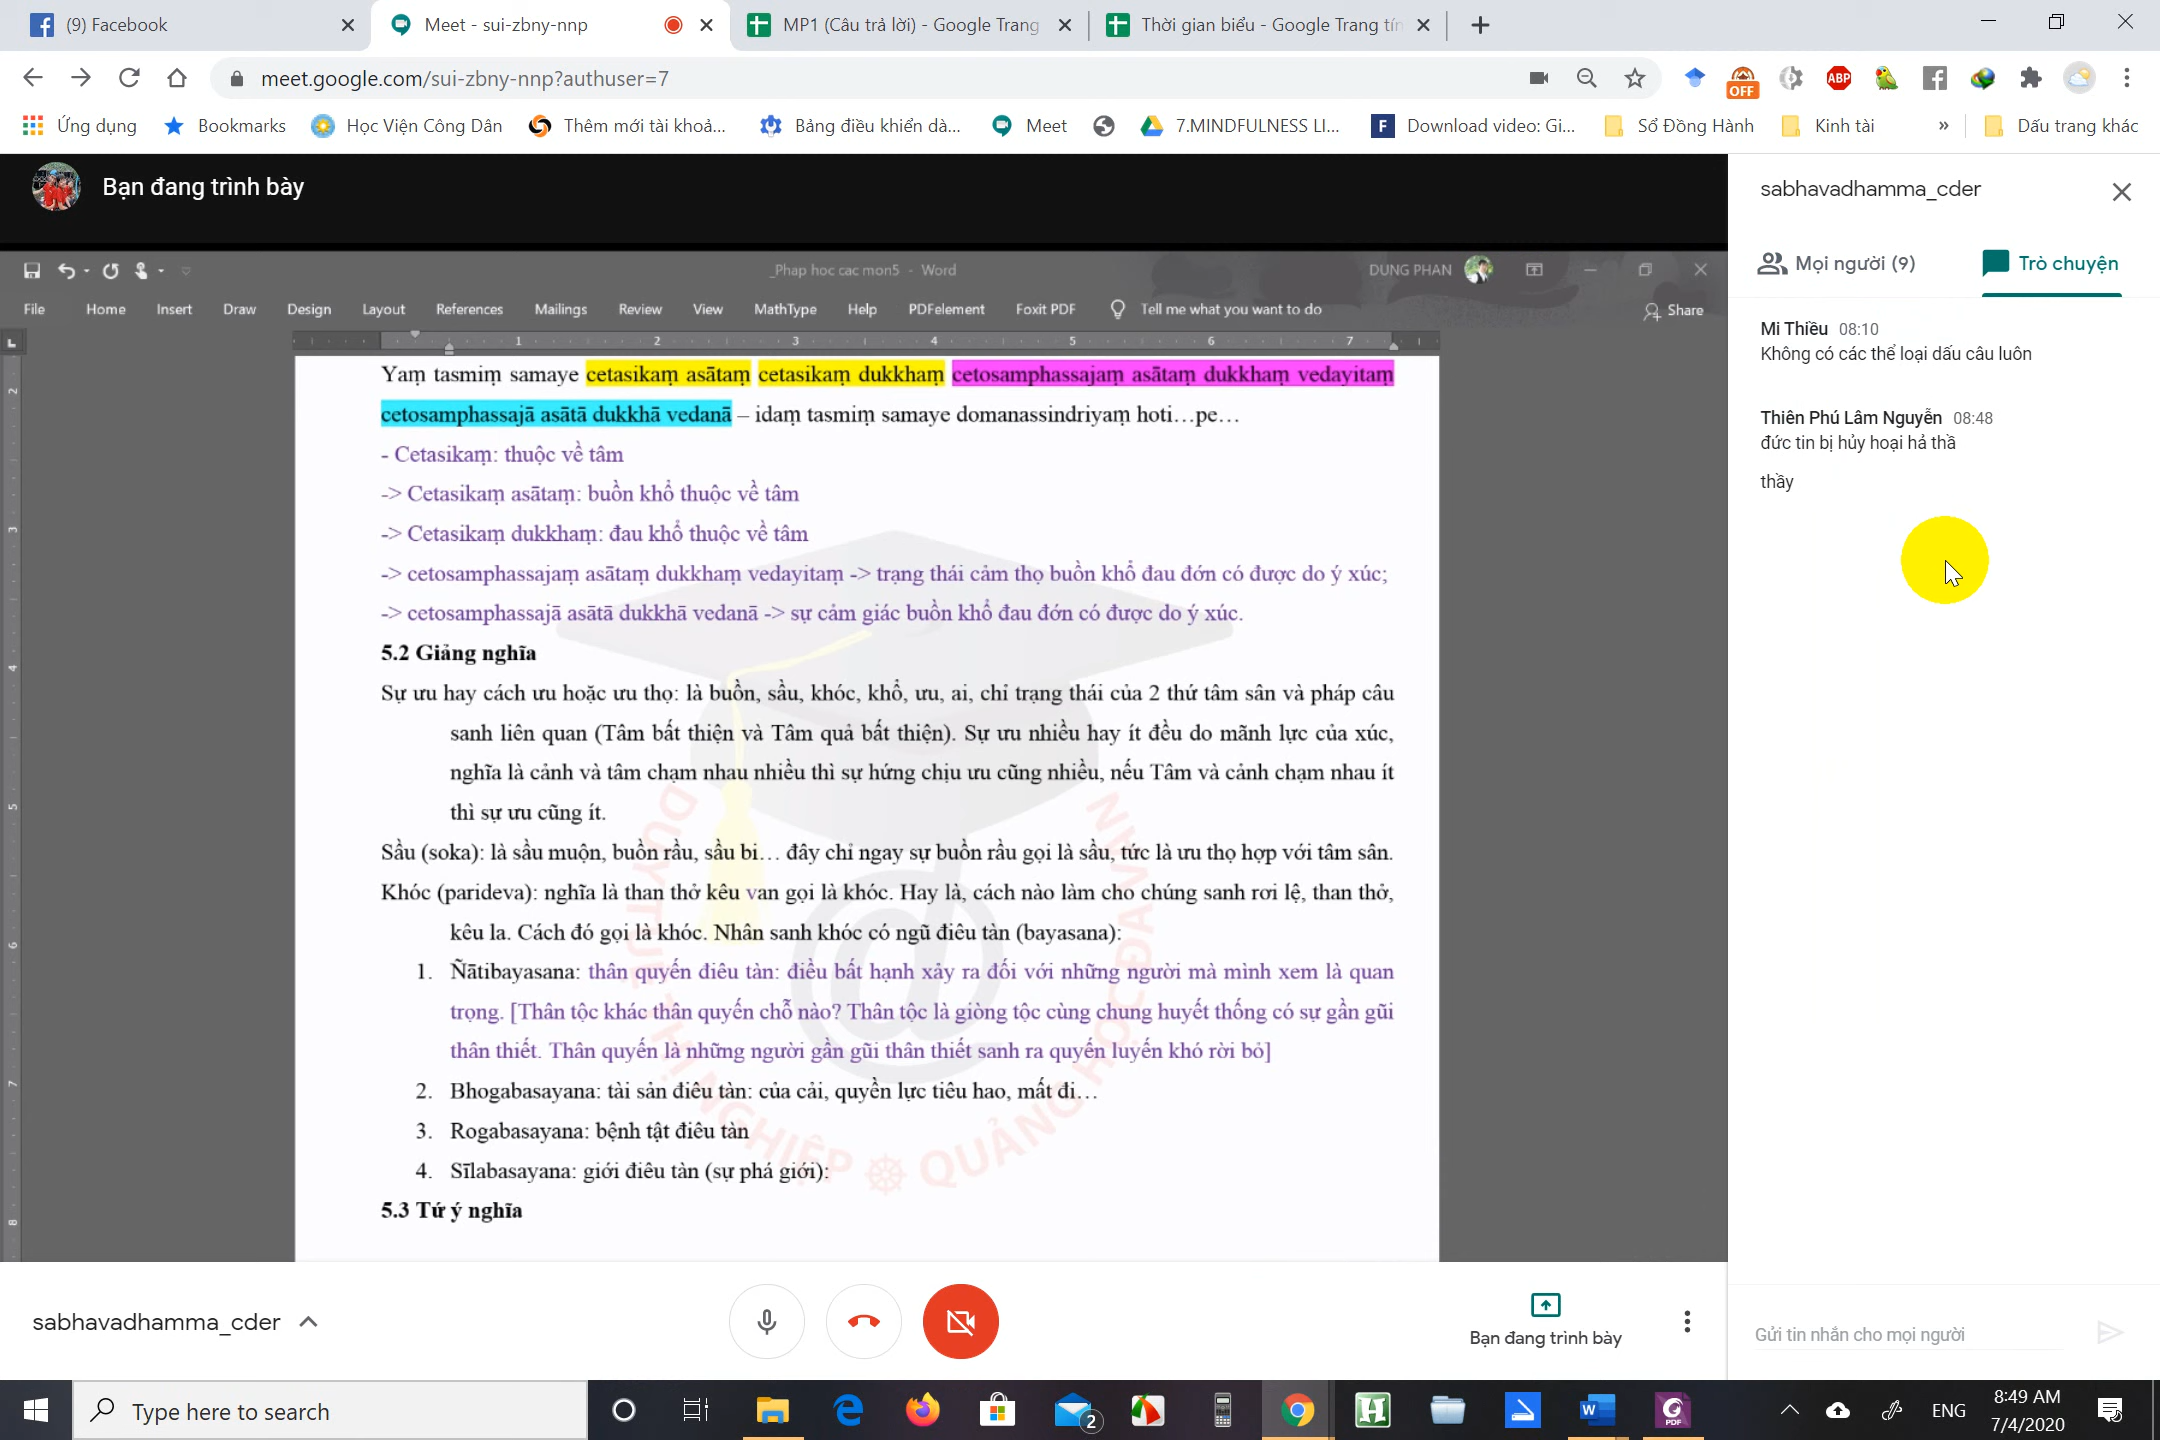 (9) Facebook
Meet - sui-zbny-nnp
MP1 (Câu trả lời) - Google Trang
Thời gian biểu - Google Trang tín
meet.google.com/sui-zbny-nnp?authuser=7
OFF
ABP
Ứng dụng
Bookmarks
Học Viện Công Dân
Thêm mới tài khoả...
Bảng điều khiển dà...
Meet
7.MINDFULNESS LI...
Download video: Gi...
Sổ Đồng Hành
Kinh tài
»
Dấu trang khác
Bạn đang trình bày
_Phap hoc cac mon5 - Word
DUNG PHAN
File Home Insert Draw Design Layout References Mailings Review View MathType Help PDFelement Foxit PDF Tell me what you want to do Share
1 2 3 4 5 6 7
Yaṃ tasmiṃ samaye cetasikaṃ asātaṃ cetasikaṃ dukkhaṃ cetosamphassajaṃ asātaṃ dukkhaṃ vedayitaṃ
cetosamphassajā asātā dukkhā vedanā – idaṃ tasmiṃ samaye domanassindriyaṃ hoti…pe…
- Cetasikaṃ: thuộc về tâm
-> Cetasikaṃ asātaṃ: buồn khổ thuộc về tâm
-> Cetasikaṃ dukkhaṃ: đau khổ thuộc về tâm
-> cetosamphassajaṃ asātaṃ dukkhaṃ vedayitaṃ -> trạng thái cảm thọ buồn khổ đau đớn có được do ý xúc;
-> cetosamphassajā asātā dukkhā vedanā -> sự cảm giác buồn khổ đau đớn có được do ý xúc.
5.2 Giảng nghĩa
Sự ưu hay cách ưu hoặc ưu thọ: là buồn, sầu, khóc, khổ, ưu, ai, chỉ trạng thái của 2 thứ tâm sân và pháp câu
sanh liên quan (Tâm bất thiện và Tâm quả bất thiện). Sự ưu nhiều hay ít đều do mãnh lực của xúc,
nghĩa là cảnh và tâm chạm nhau nhiều thì sự hứng chịu ưu cũng nhiều, nếu Tâm và cảnh chạm nhau ít
thì sự ưu cũng ít.
Sầu (soka): là sầu muộn, buồn rầu, sầu bi… đây chỉ ngay sự buồn rầu gọi là sầu, tức là ưu thọ hợp với tâm sân.
Khóc (parideva): nghĩa là than thở kêu van gọi là khóc. Hay là, cách nào làm cho chúng sanh rơi lệ, than thở,
kêu la. Cách đó gọi là khóc. Nhân sanh khóc có ngũ điêu tàn (bayasana):
1. Ñātibayasana: thân quyến điêu tàn: điều bất hạnh xảy ra đối với những người mà mình xem là quan
trọng. [Thân tộc khác thân quyến chỗ nào? Thân tộc là giòng tộc cùng chung huyết thống có sự gần gũi
thân thiết. Thân quyến là những người gần gũi thân thiết sanh ra quyến luyến khó rời bỏ]
2. Bhogabasayana: tài sản điêu tàn: của cải, quyền lực tiêu hao, mất đi…
3. Rogabasayana: bệnh tật điêu tàn
4. Sīlabasayana: giới điêu tàn (sự phá giới):
5.3 Tứ ý nghĩa
sabhavadhamma_cder
Mọi người (9)
Trò chuyện
Mi Thiều 08:10
Không có các thể loại dấu câu luôn
Thiên Phú Lâm Nguyễn 08:48
đức tin bị hủy hoại hả thầ
thầy
Gửi tin nhắn cho mọi người
sabhavadhamma_cder
Bạn đang trình bày
Type here to search
2
ENG
8:49 AM
7/4/2020